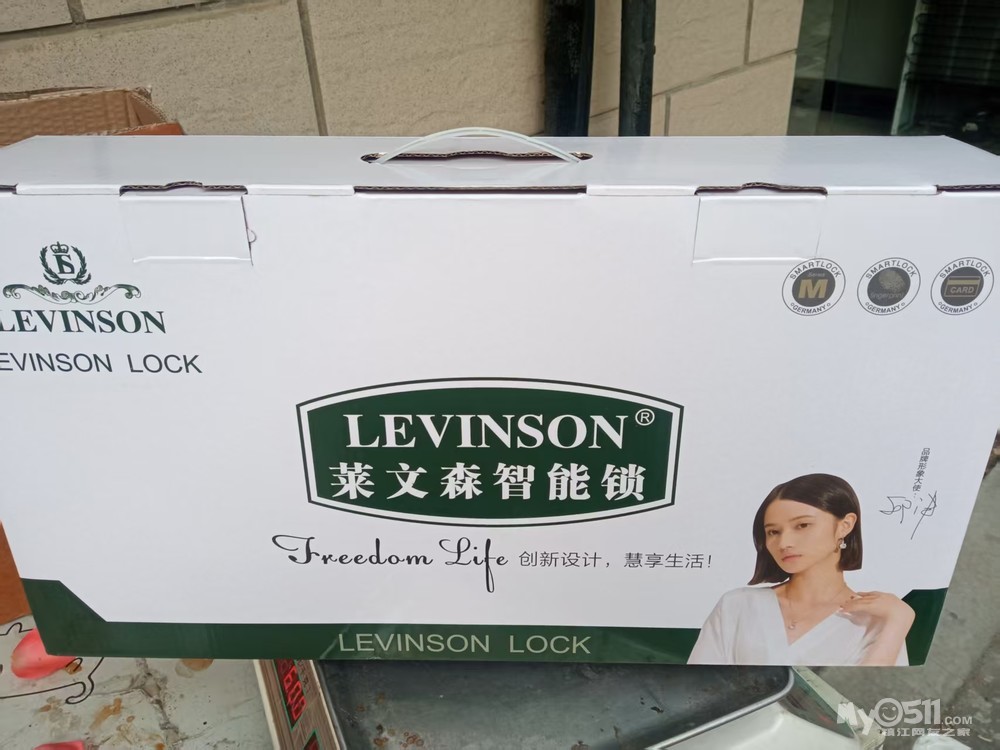 SMARTLOCK
M
GERMANY
SMARTLOCK
GERMANY
SMARTLOCK
CARD
GERMANY
LEVINSON
EVINSON LOCK
LEVINSON®
莱文森智能锁
品牌形象大使:
Freedom Life 创新设计，慧享生活！
LEVINSON LOCK
My0511.COM
镇江网友之家